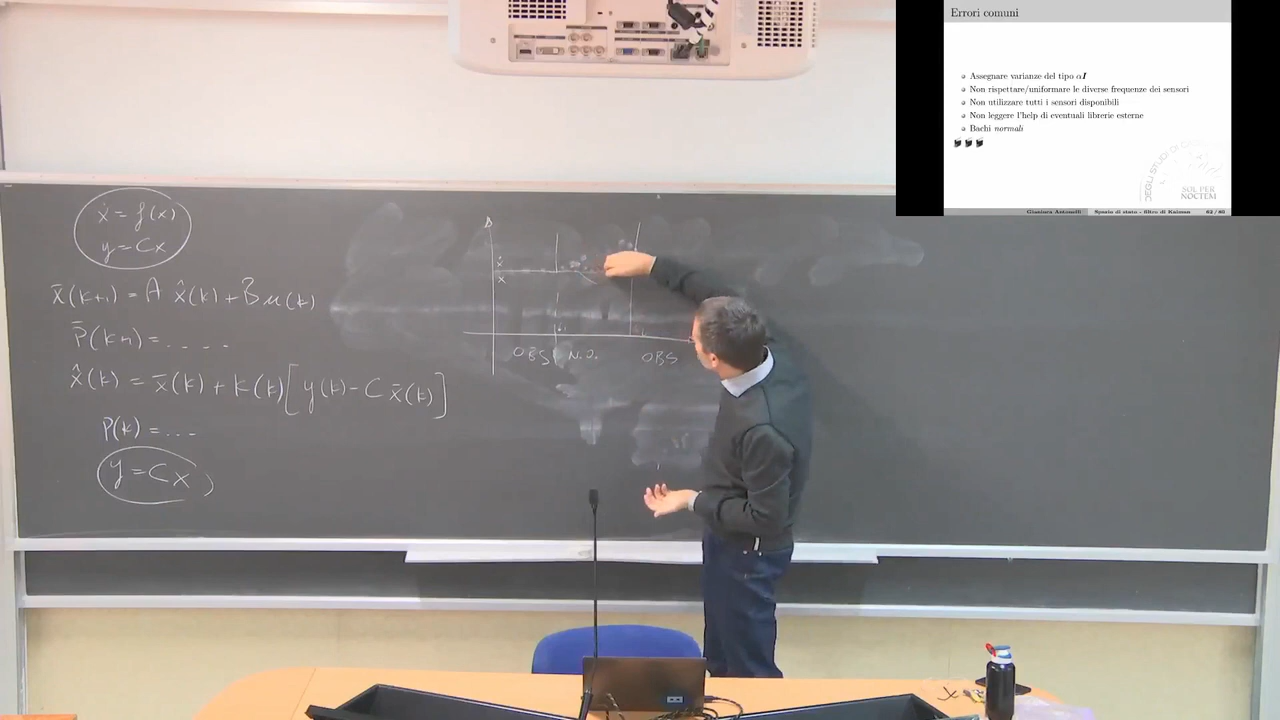 ẋ = f(x)
y = Cx
x̄(k+1) = A x̂(k) + B u(k)
P̄(k+1) = . . . .
x̂(k) = x̄(k) + K(k) [y(k) - C x̄(k)]
P(k) = ...
y = Cx
OBS N.O. OBS
Errori comuni
Assegnare varianze del tipo αI
Non rispettare/uniformare le diverse frequenze dei sensori
Non utilizzare tutti i sensori disponibili
Non leggere l'help di eventuali librerie esterne
Bachi normali
SOL PER
NOCTEM
Gianluca Antonelli Spazio di stato - filtro di Kalman